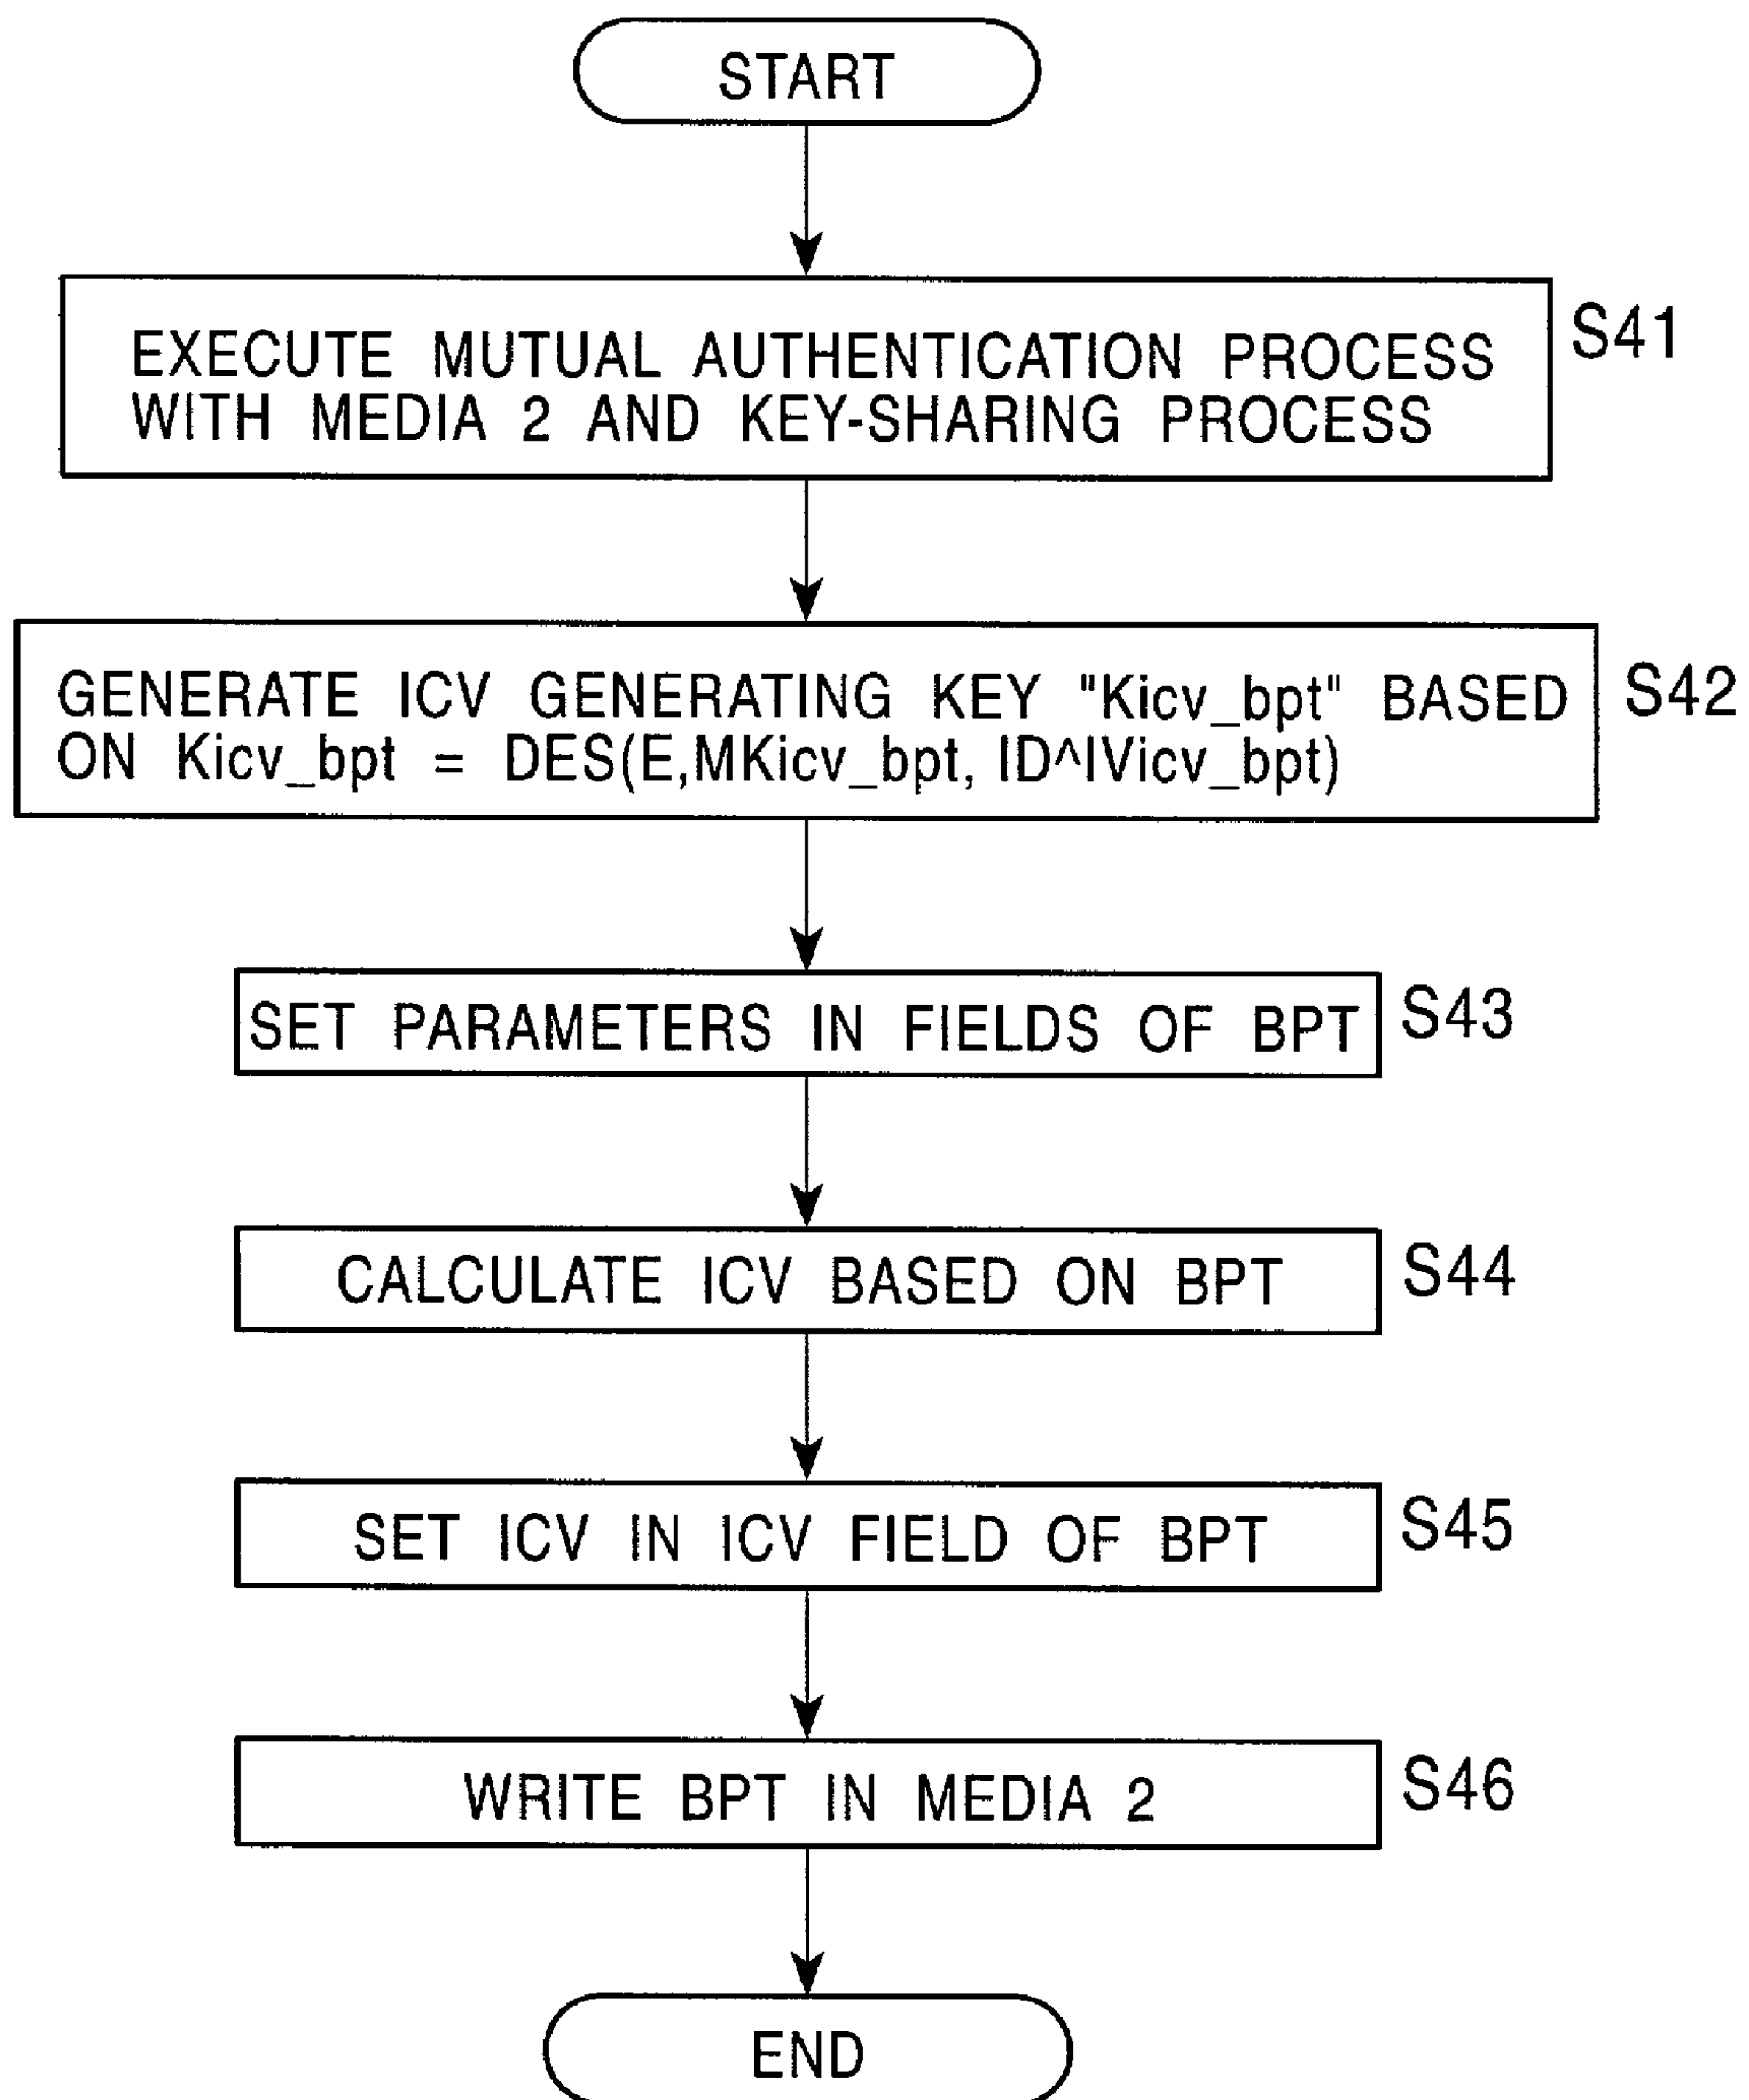 START
EXECUTE MUTUAL AUTHENTICATION PROCESS
WITH MEDIA 2 AND KEY-SHARING PROCESS
S41
GENERATE ICV GENERATING KEY "Kicv_bpt" BASED
ON Kicv_bpt = DES(E,MKicv_bpt, ID^IVicv_bpt)
S42
SET PARAMETERS IN FIELDS OF BPT
S43
CALCULATE ICV BASED ON BPT
S44
SET ICV IN ICV FIELD OF BPT
S45
WRITE BPT IN MEDIA 2
S46
END